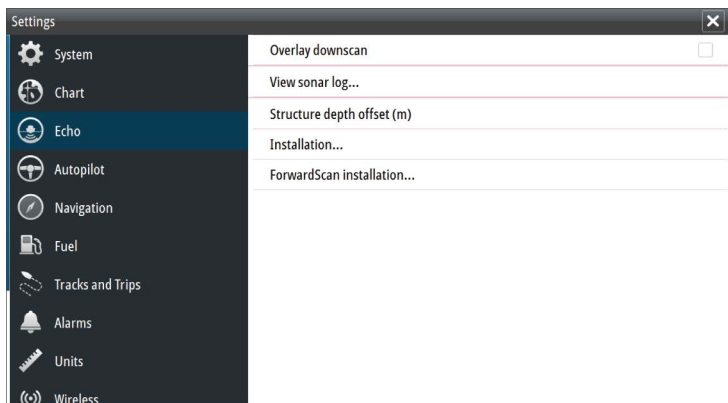 Settings
System
Chart
Echo
Autopilot
Navigation
Fuel
Tracks and Trips
Alarms
Units
Wireless
Overlay downscan
View sonar log...
Structure depth offset (m)
Installation...
ForwardScan installation...